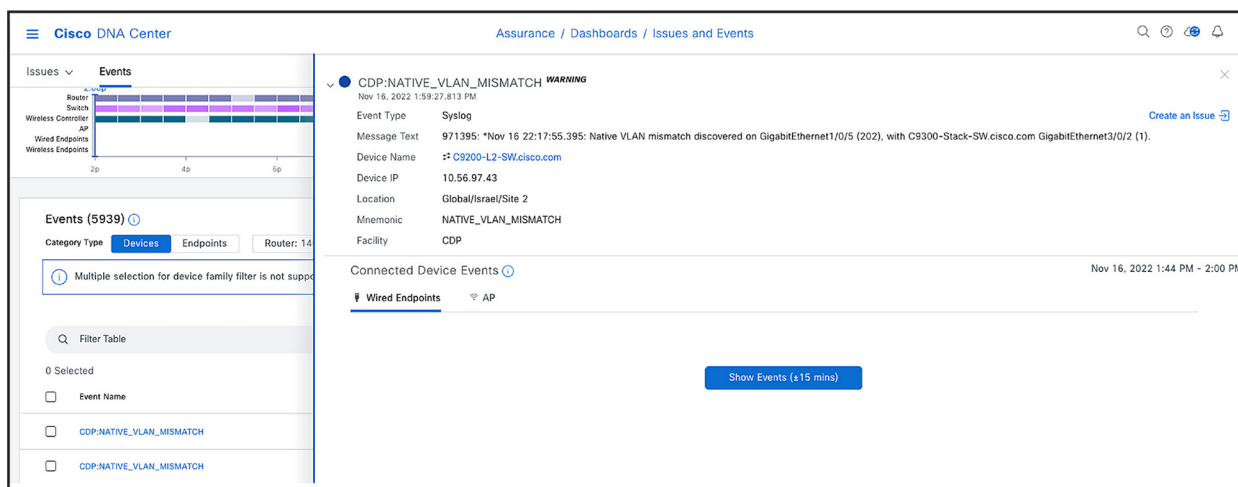 Cisco DNA Center
Assurance / Dashboards / Issues and Events
Issues
Events
Router
Switch
Wireless Controller
AP
Wired Endpoints
Wireless Endpoints
2p
4p
6p
Events (5939)
Category Type
Devices
Endpoints
Router: 14
Multiple selection for device family filter is not suppo
Filter Table
0 Selected
Event Name
CDP:NATIVE_VLAN_MISMATCH
CDP:NATIVE_VLAN_MISMATCH
CDP:NATIVE_VLAN_MISMATCH WARNING
Nov 16, 2022 1:59:27.813 PM
Event Type Syslog
Create an Issue
Message Text 971395: *Nov 16 22:17:55.395: Native VLAN mismatch discovered on GigabitEthernet1/0/5 (202), with C9300-Stack-SW.cisco.com GigabitEthernet3/0/2 (1).
Device Name C9200-L2-SW.cisco.com
Device IP 10.56.97.43
Location Global/Israel/Site 2
Mnemonic NATIVE_VLAN_MISMATCH
Facility CDP
Connected Device Events
Nov 16, 2022 1:44 PM - 2:00 PM
Wired Endpoints
AP
Show Events (±15 mins)